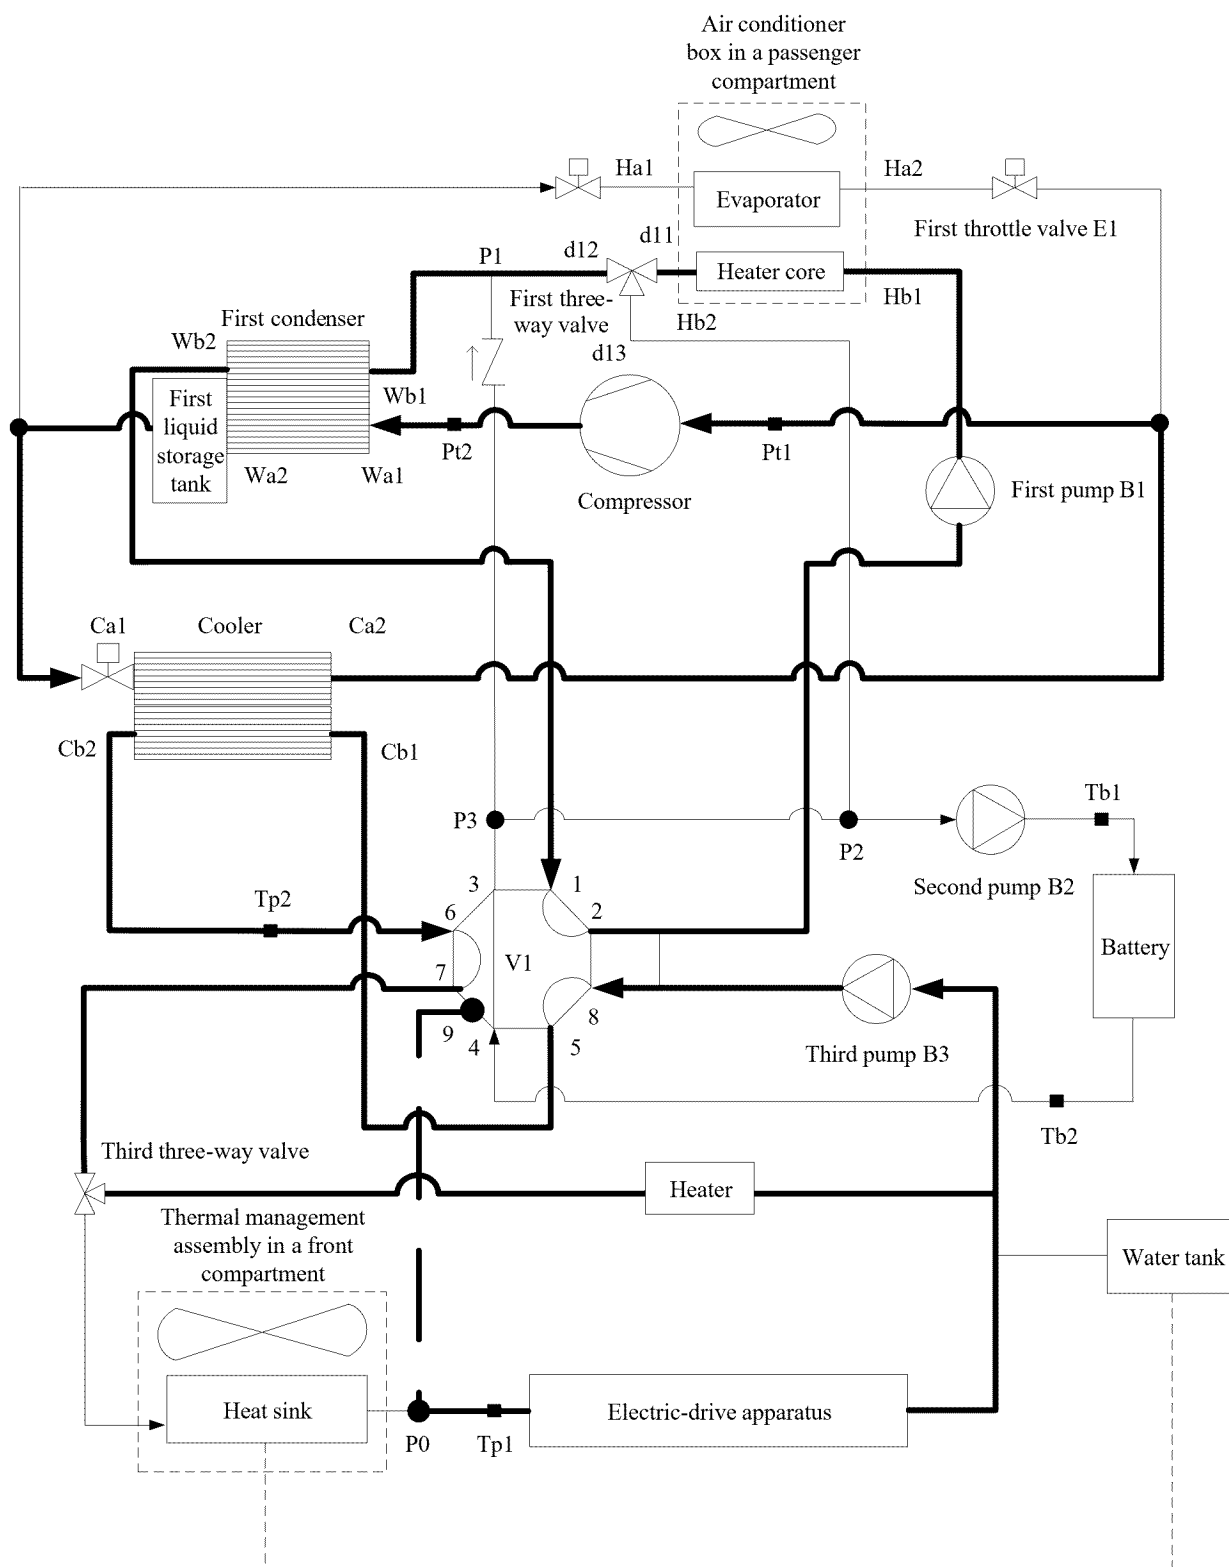 Air conditioner
box in a passenger
compartment
Ha1
Ha2
Evaporator
First throttle valve E1
d11
d12
P1
Heater core
Hb1
First three-
way valve
Hb2
d13
First condenser
Wb2
Wb1
First
liquid
storage
tank
Pt2
Pt1
Wa2
Wa1
Compressor
First pump B1
Ca1
Cooler
Ca2
Cb2
Cb1
Tb1
P3
P2
Second pump B2
Tp2
3
1
6
2
Battery
V1
7
8
9
4
5
Third pump B3
Tb2
Third three-way valve
Heater
Thermal management
assembly in a front
compartment
Water tank
Heat sink
Electric-drive apparatus
P0
Tp1